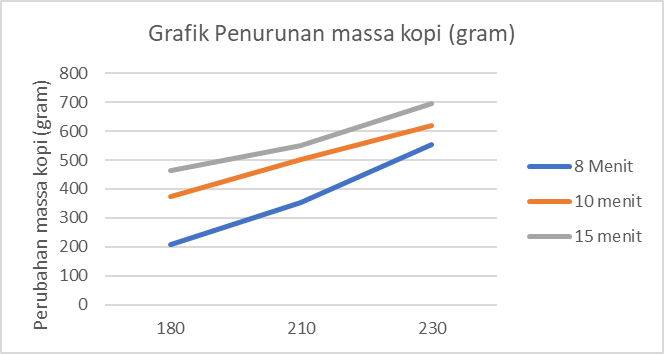 Grafik Penurunan massa kopi (gram)
Perubahan massa kopi (gram)
800
700
600
500
400
300
200
100
0
180 210 230
8 Menit
10 menit
15 menit